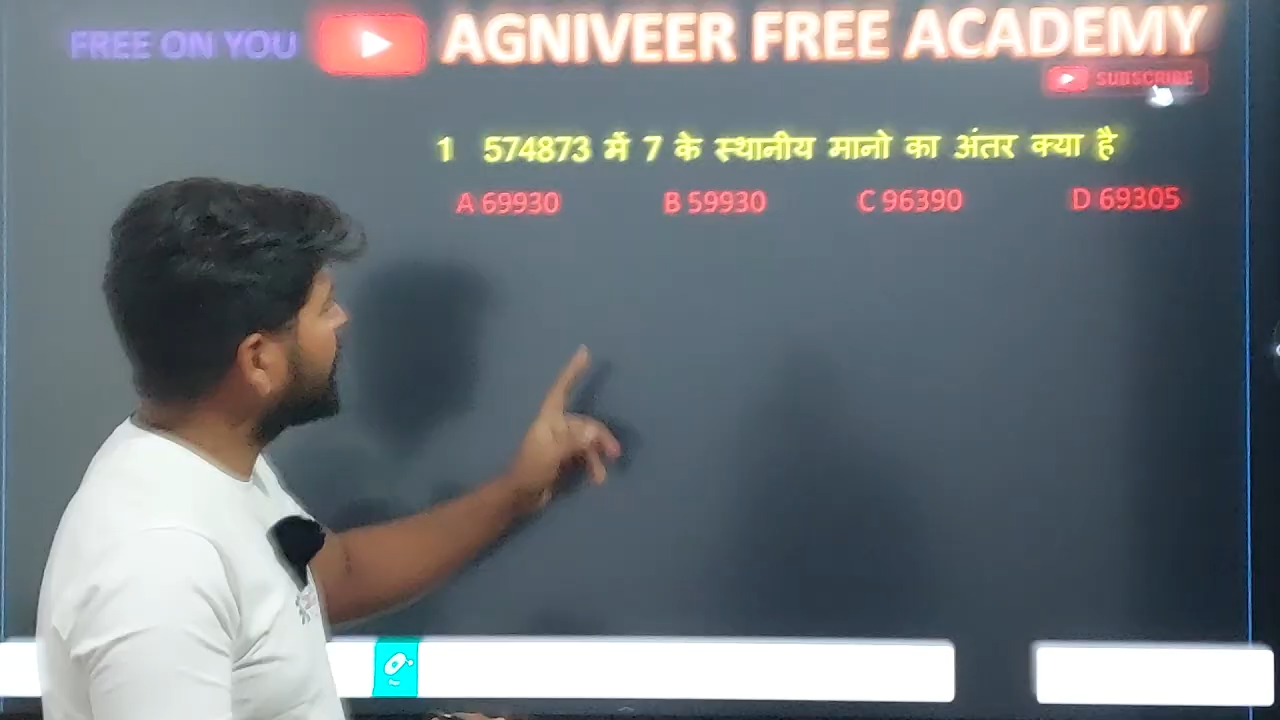 FREE ON YOU AGNIVEER FREE ACADEMY
SUBSCRIBE
1 574873 में 7 के स्थानीय मानो का अंतर क्या है
A 69930 B 59930 C 96390 D 69305